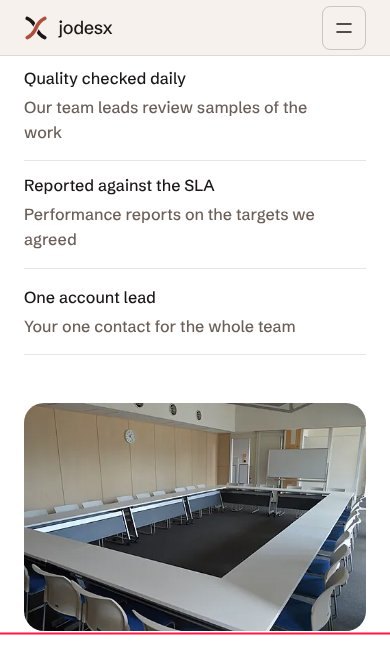 jodesx
Quality checked daily
Our team leads review samples of the
work
Reported against the SLA
Performance reports on the targets we
agreed
One account lead
Your one contact for the whole team